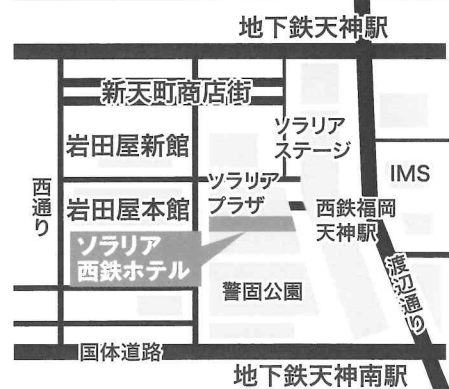 地下鉄天神駅
新天町商店街
ソラリア
ステージ
岩田屋新館
IMS
ソラリア
プラザ
西通り
岩田屋本館
西鉄福岡
天神駅
ソラリア
西鉄ホテル
渡辺通り
警固公園
国体道路
地下鉄天神南駅